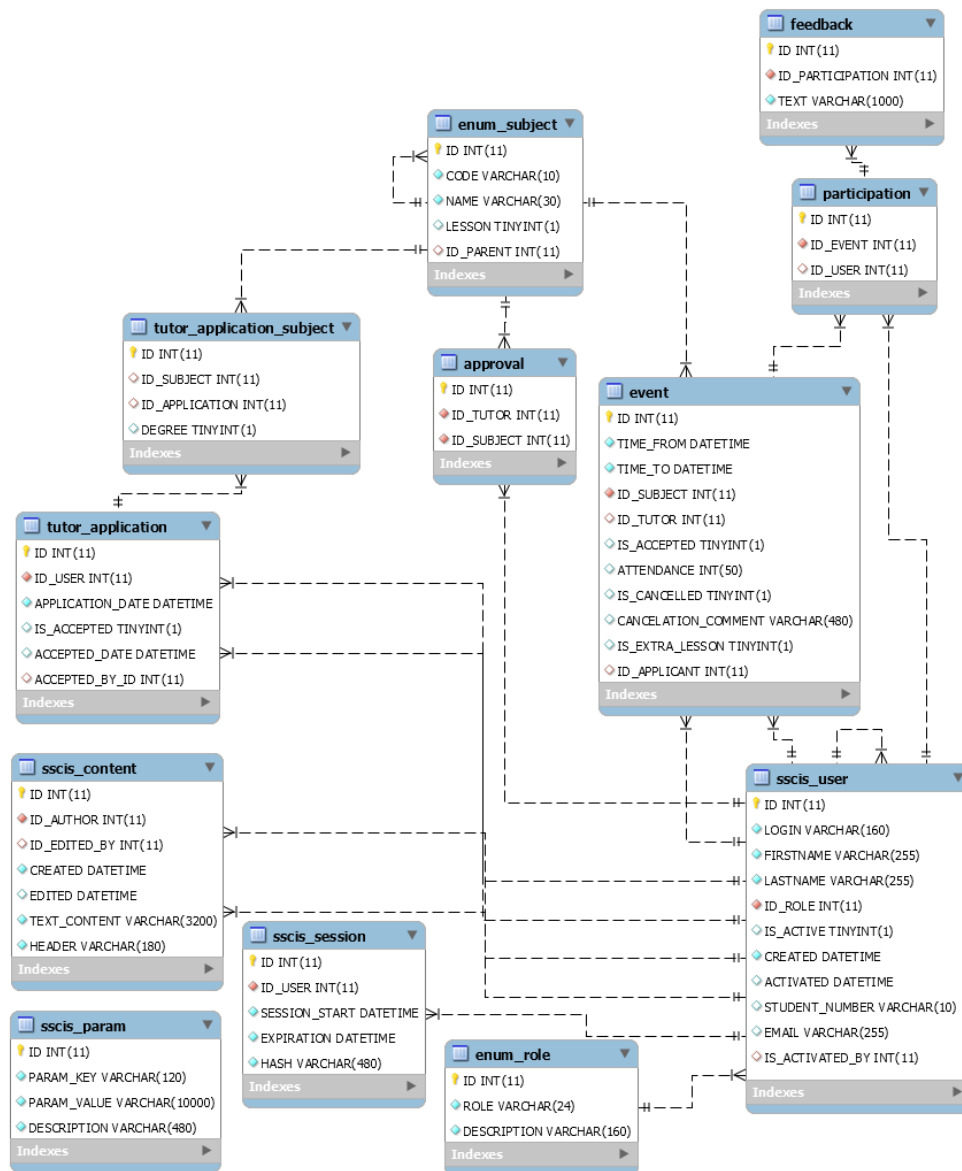 feedback
ID INT(11)
ID_PARTICIPATION INT(11)
TEXT VARCHAR(1000)
Indexes
enum_subject
ID INT(11)
CODE VARCHAR(10)
NAME VARCHAR(30)
LESSON TINYINT(1)
ID_PARENT INT(11)
Indexes
participation
ID INT(11)
ID_EVENT INT(11)
ID_USER INT(11)
Indexes
tutor_application_subject
ID INT(11)
ID_SUBJECT INT(11)
ID_APPLICATION INT(11)
DEGREE TINYINT(1)
Indexes
approval
ID INT(11)
ID_TUTOR INT(11)
ID_SUBJECT INT(11)
Indexes
event
ID INT(11)
TIME_FROM DATETIME
TIME_TO DATETIME
ID_SUBJECT INT(11)
ID_TUTOR INT(11)
IS_ACCEPTED TINYINT(1)
ATTENDANCE INT(50)
IS_CANCELLED TINYINT(1)
CANCELATION_COMMENT VARCHAR(480)
IS_EXTRA_LESSON TINYINT(1)
ID_APPLICANT INT(11)
Indexes
tutor_application
ID INT(11)
ID_USER INT(11)
APPLICATION_DATE DATETIME
IS_ACCEPTED TINYINT(1)
ACCEPTED_DATE DATETIME
ACCEPTED_BY_ID INT(11)
Indexes
sscis_content
ID INT(11)
ID_AUTHOR INT(11)
ID_EDITED_BY INT(11)
CREATED DATETIME
EDITED DATETIME
TEXT_CONTENT VARCHAR(3200)
HEADER VARCHAR(180)
Indexes
sscis_user
ID INT(11)
LOGIN VARCHAR(160)
FIRSTNAME VARCHAR(255)
LASTNAME VARCHAR(255)
ID_ROLE INT(11)
IS_ACTIVE TINYINT(1)
CREATED DATETIME
ACTIVATED DATETIME
STUDENT_NUMBER VARCHAR(10)
EMAIL VARCHAR(255)
IS_ACTIVATED_BY INT(11)
Indexes
sscis_session
ID INT(11)
ID_USER INT(11)
SESSION_START DATETIME
EXPIRATION DATETIME
HASH VARCHAR(480)
Indexes
sscis_param
ID INT(11)
PARAM_KEY VARCHAR(120)
PARAM_VALUE VARCHAR(10000)
DESCRIPTION VARCHAR(480)
Indexes
enum_role
ID INT(11)
ROLE VARCHAR(24)
DESCRIPTION VARCHAR(160)
Indexes